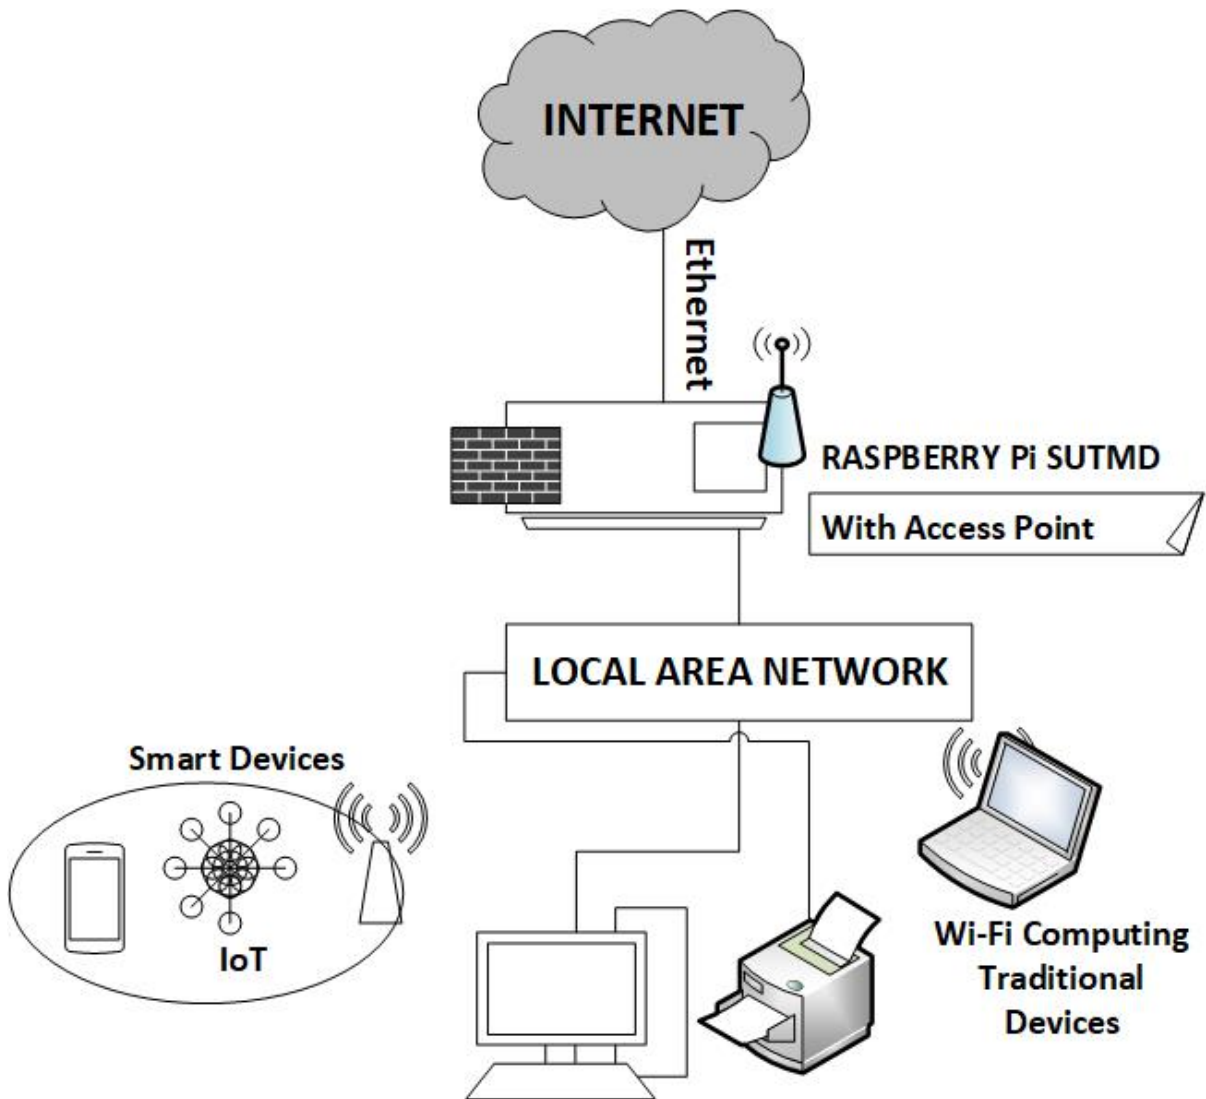 INTERNET
Ethernet
RASPBERRY Pi SUTMD
With Access Point
LOCAL AREA NETWORK
Smart Devices
IoT
Wi-Fi Computing
Traditional
Devices